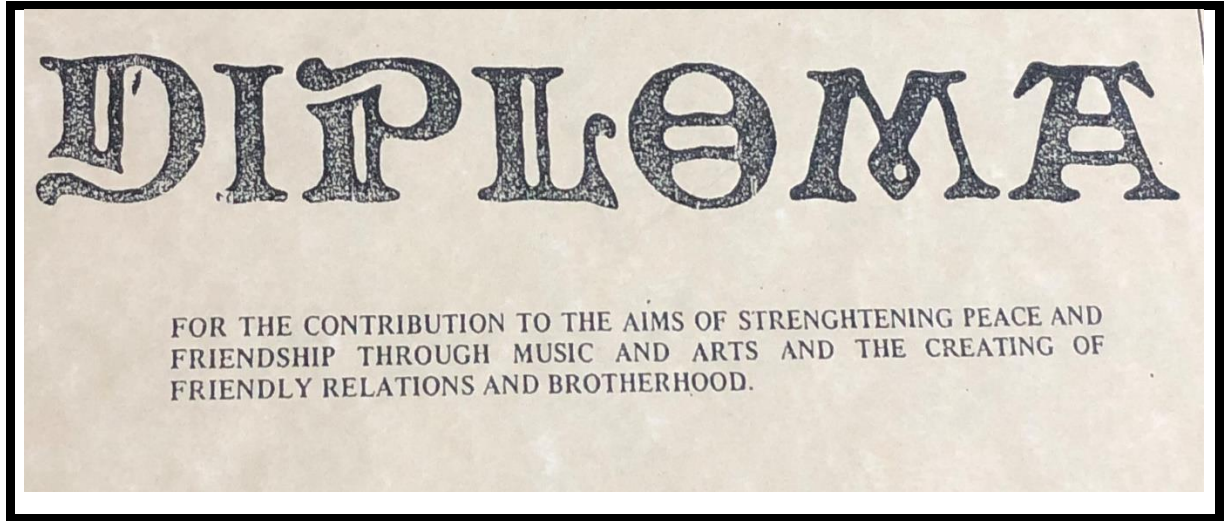 DIPLOMA
FOR THE CONTRIBUTION TO THE AIMS OF STRENGHTENING PEACE AND
FRIENDSHIP THROUGH MUSIC AND ARTS AND THE CREATING OF
FRIENDLY RELATIONS AND BROTHERHOOD.